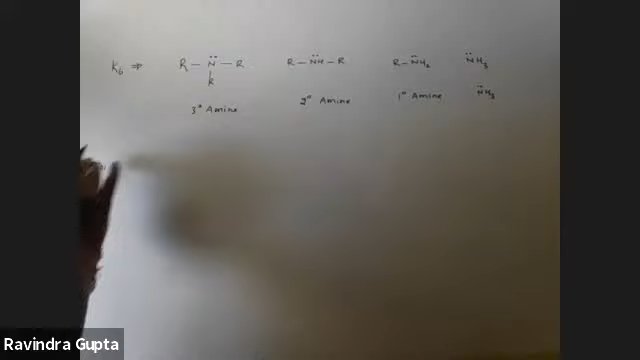 Kb ⇒ R – N̈ – R R – N̈H – R R – N̈H₂ N̈H₃
R
3° Amine 2° Amine 1° Amine N̈H₃
Ravindra Gupta